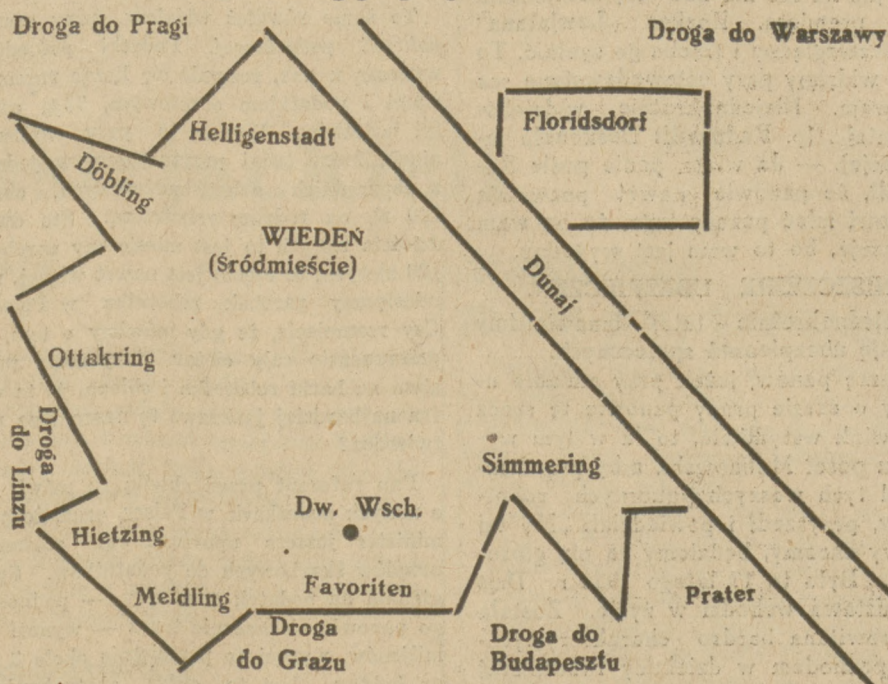 Droga do Pragi
Droga do Warszawy
Helligenstadt
Floridsdorf
Döbling
WIEDEŃ
(Śródmieście)
Dunaj
Ottakring
Droga
do Linzu
Simmering
Dw. Wsch.
Hietzing
Meidling
Favoriten
Prater
Droga
do Grazu
Droga do
Budapesztu